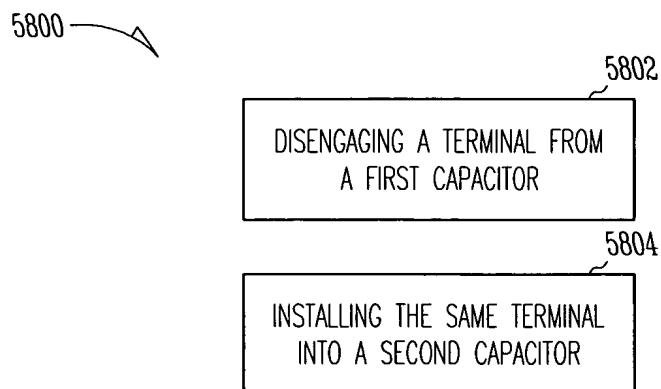 5800
5802
DISENGAGING A TERMINAL FROM
A FIRST CAPACITOR
5804
INSTALLING THE SAME TERMINAL
INTO A SECOND CAPACITOR